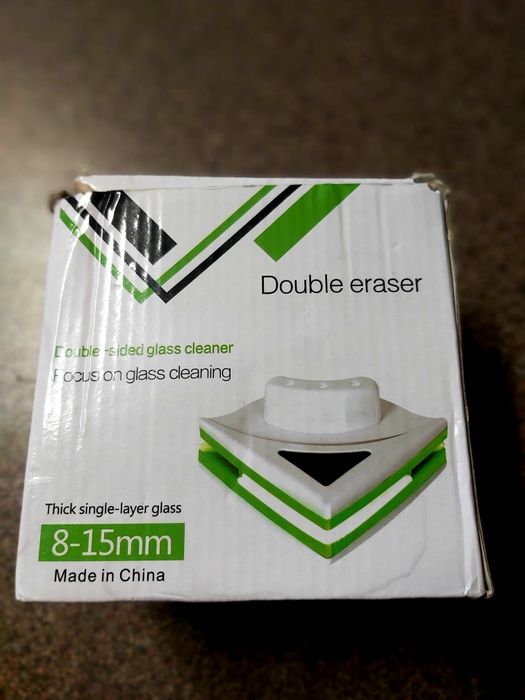 Double eraser
Double-sided glass cleaner
Focus on glass cleaning
Thick single-layer glass
8-15mm
Made in China